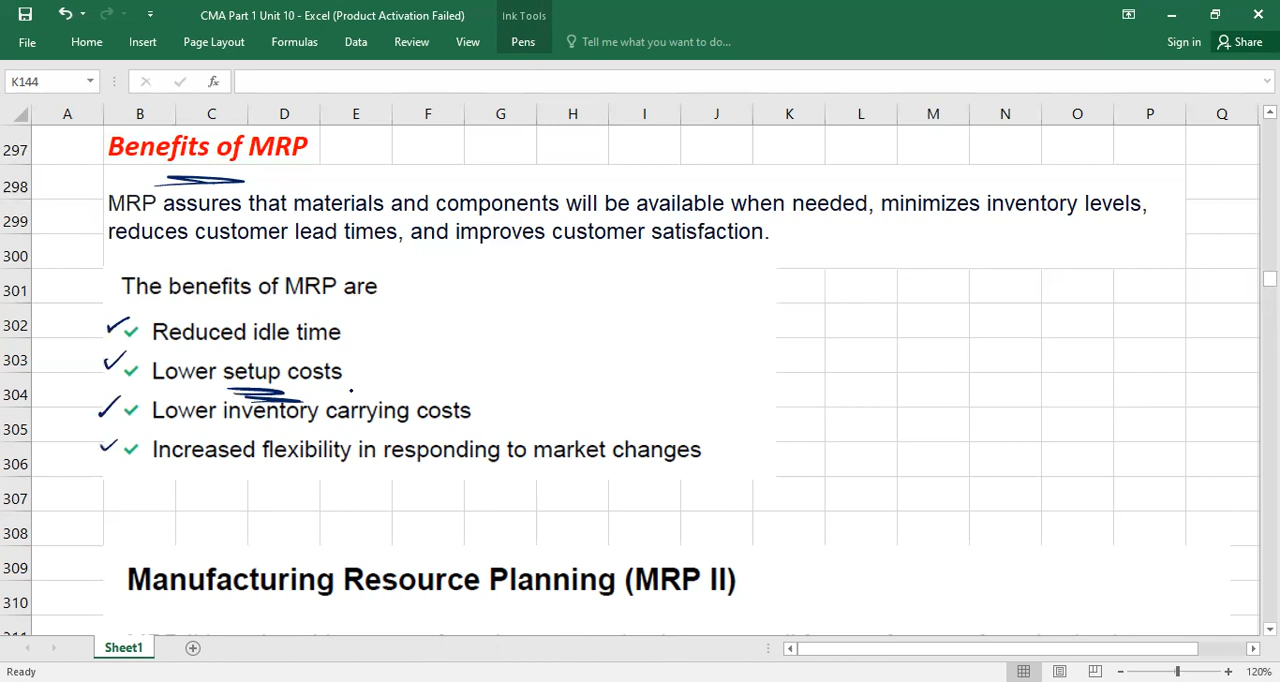 CMA Part 1 Unit 10 - Excel (Product Activation Failed)
Ink Tools
File Home Insert Page Layout Formulas Data Review View Pens Tell me what you want to do... Sign in Share
K144 fx
A B C D E F G H I J K L M N O P Q
297
298
299
300
301
302
303
304
305
306
307
308
309
310
Benefits of MRP
MRP assures that materials and components will be available when needed, minimizes inventory levels,
reduces customer lead times, and improves customer satisfaction.
The benefits of MRP are
Reduced idle time
Lower setup costs
Lower inventory carrying costs
Increased flexibility in responding to market changes
Manufacturing Resource Planning (MRP II)
Sheet1
Ready 120%